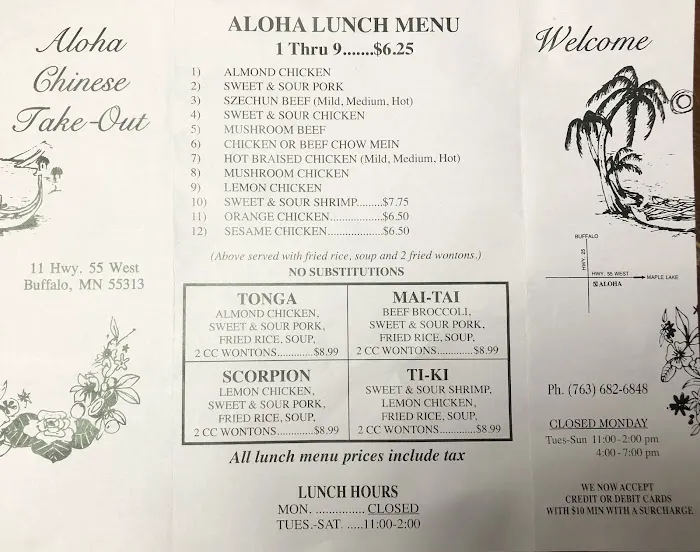 Aloha
Chinese
Take-Out
11 Hwy. 55 West
Buffalo, MN 55313
ALOHA LUNCH MENU
1 Thru 9.......$6.25
1) ALMOND CHICKEN
2) SWEET & SOUR PORK
3) SZECHUN BEEF (Mild, Medium, Hot)
4) SWEET & SOUR CHICKEN
5) MUSHROOM BEEF
6) CHICKEN OR BEEF CHOW MEIN
7) HOT BRAISED CHICKEN (Mild, Medium, Hot)
8) MUSHROOM CHICKEN
9) LEMON CHICKEN
10) SWEET & SOUR SHRIMP........$7.75
11) ORANGE CHICKEN.................$6.50
12) SESAME CHICKEN.................$6.50
(Above served with fried rice, soup and 2 fried wontons.)
NO SUBSTITUTIONS
TONGA
ALMOND CHICKEN,
SWEET & SOUR PORK,
FRIED RICE, SOUP,
2 CC WONTONS.............$8.99
MAI-TAI
BEEF BROCCOLI,
SWEET & SOUR PORK,
FRIED RICE, SOUP,
2 CC WONTONS.............$8.99
SCORPION
LEMON CHICKEN,
SWEET & SOUR PORK,
FRIED RICE, SOUP,
2 CC WONTONS.............$8.99
TI-KI
SWEET & SOUR SHRIMP,
LEMON CHICKEN,
FRIED RICE, SOUP,
2 CC WONTONS.............$8.99
All lunch menu prices include tax
LUNCH HOURS
MON. ............... CLOSED
TUES.-SAT. .....11:00-2:00
Welcome
BUFFALO
HWY. 25
HWY. 55 WEST
MAPLE LAKE
ALOHA
Ph. (763) 682-6848
CLOSED MONDAY
Tues-Sun 11:00-2:00 pm
4:00-7:00 pm
WE NOW ACCEPT
CREDIT OR DEBIT CARDS
WITH $10 MIN WITH A SURCHARGE